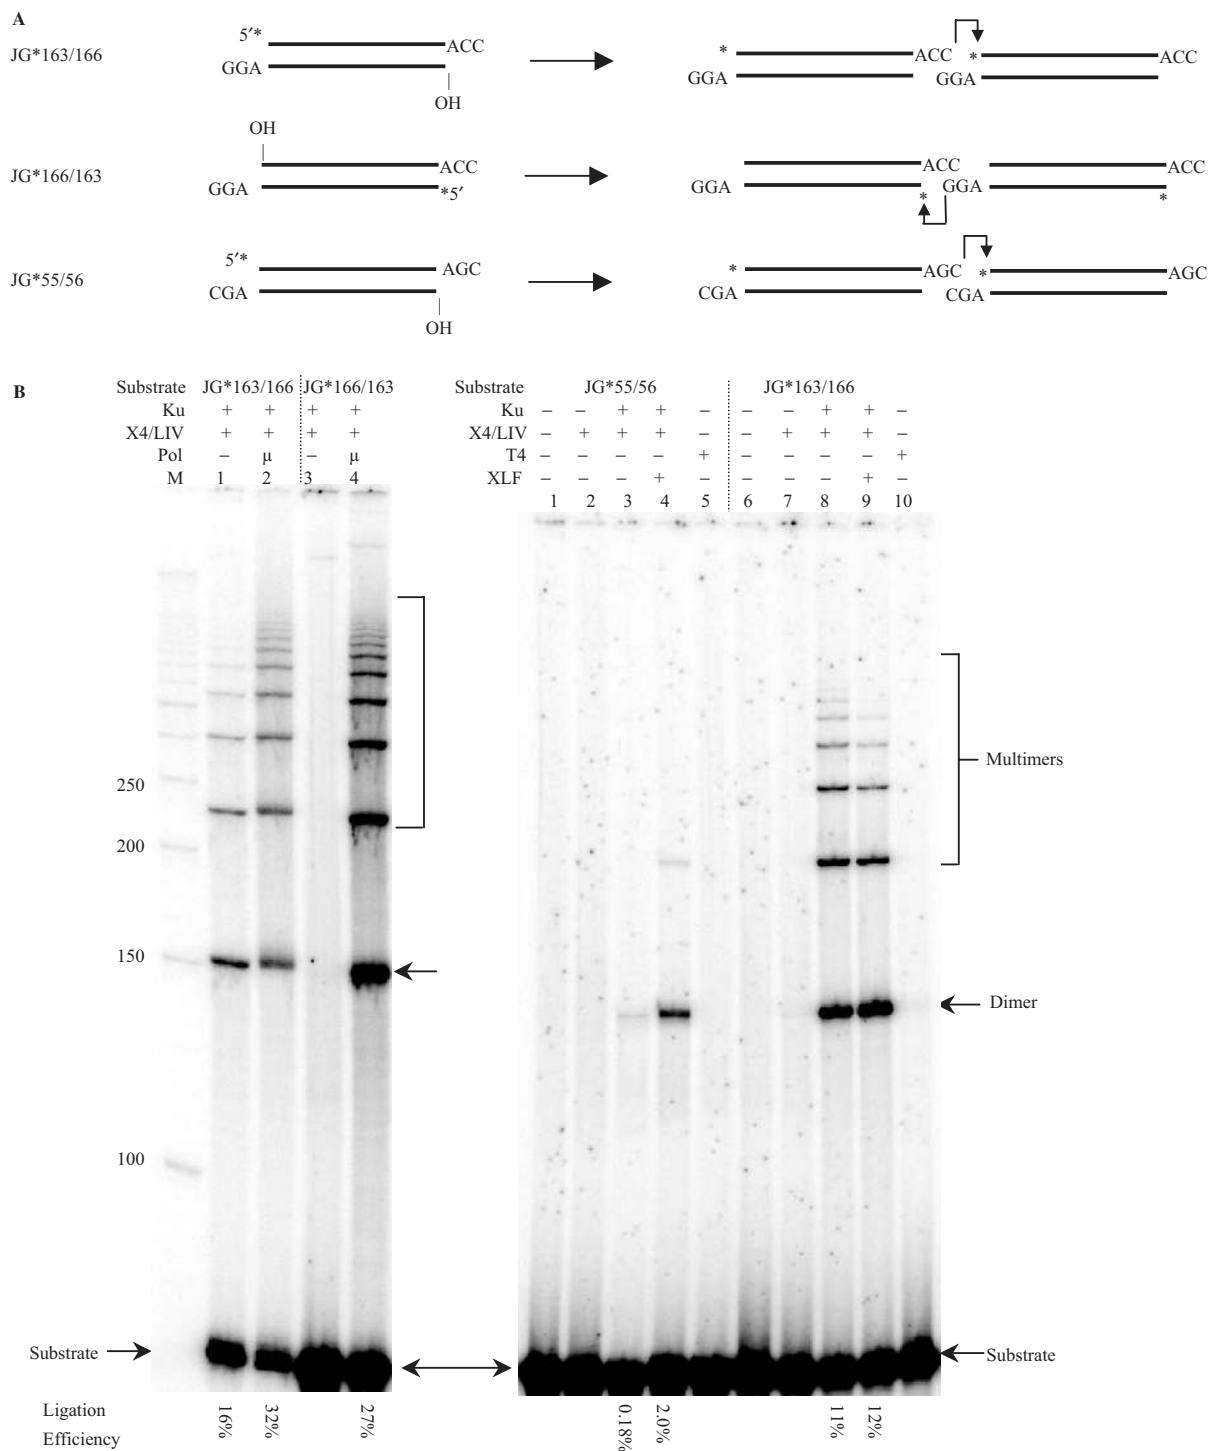 A
JG*163/166
5′*
ACC
GGA
OH
*
ACC
*
ACC
GGA
GGA
JG*166/163
OH
ACC
GGA
*5′
ACC
ACC
GGA
*
GGA
*
JG*55/56
5′*
AGC
CGA
OH
*
AGC
*
AGC
CGA
CGA
B
Substrate JG*163/166 JG*166/163
Ku + + + +
X4/LIV + + + +
Pol – μ – μ
M 1 2 3 4
250
200
150
100
Substrate
Ligation
Efficiency
16% 32% 27%
Substrate JG*55/56 JG*163/166
Ku – – + + – – – + + –
X4/LIV – + + + – – + + + –
T4 – – – – + – – – – +
XLF – – – + – – – – + –
1 2 3 4 5 6 7 8 9 10
Multimers
Dimer
Substrate
0.18% 2.0% 11% 12%